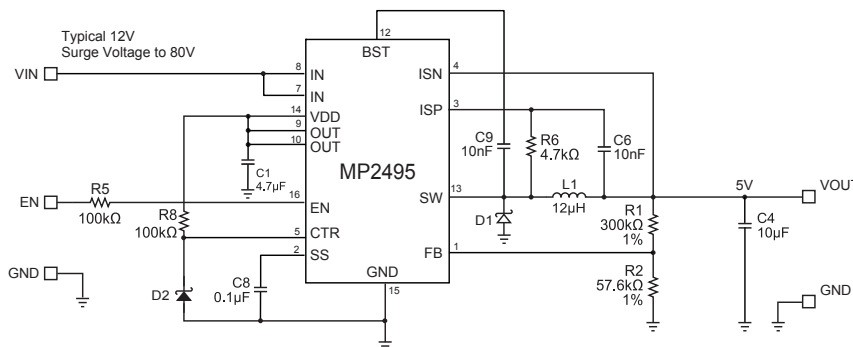 Typical 12V
Surge Voltage to 80V
VIN
8
IN
7
IN
14
VDD
9
OUT
10
OUT
C1
4.7µF
MP2495
12
BST
4
ISN
3
ISP
C9
10nF
R6
4.7kΩ
C6
10nF
EN
R5
100kΩ
16
EN
R8
100kΩ
5
CTR
2
SS
13
SW
L1
12µH
D1
5V
VOUT
R1
300kΩ
1%
C4
10µF
1
FB
R2
57.6kΩ
1%
GND
D2
C8
0.1µF
GND
15
GND